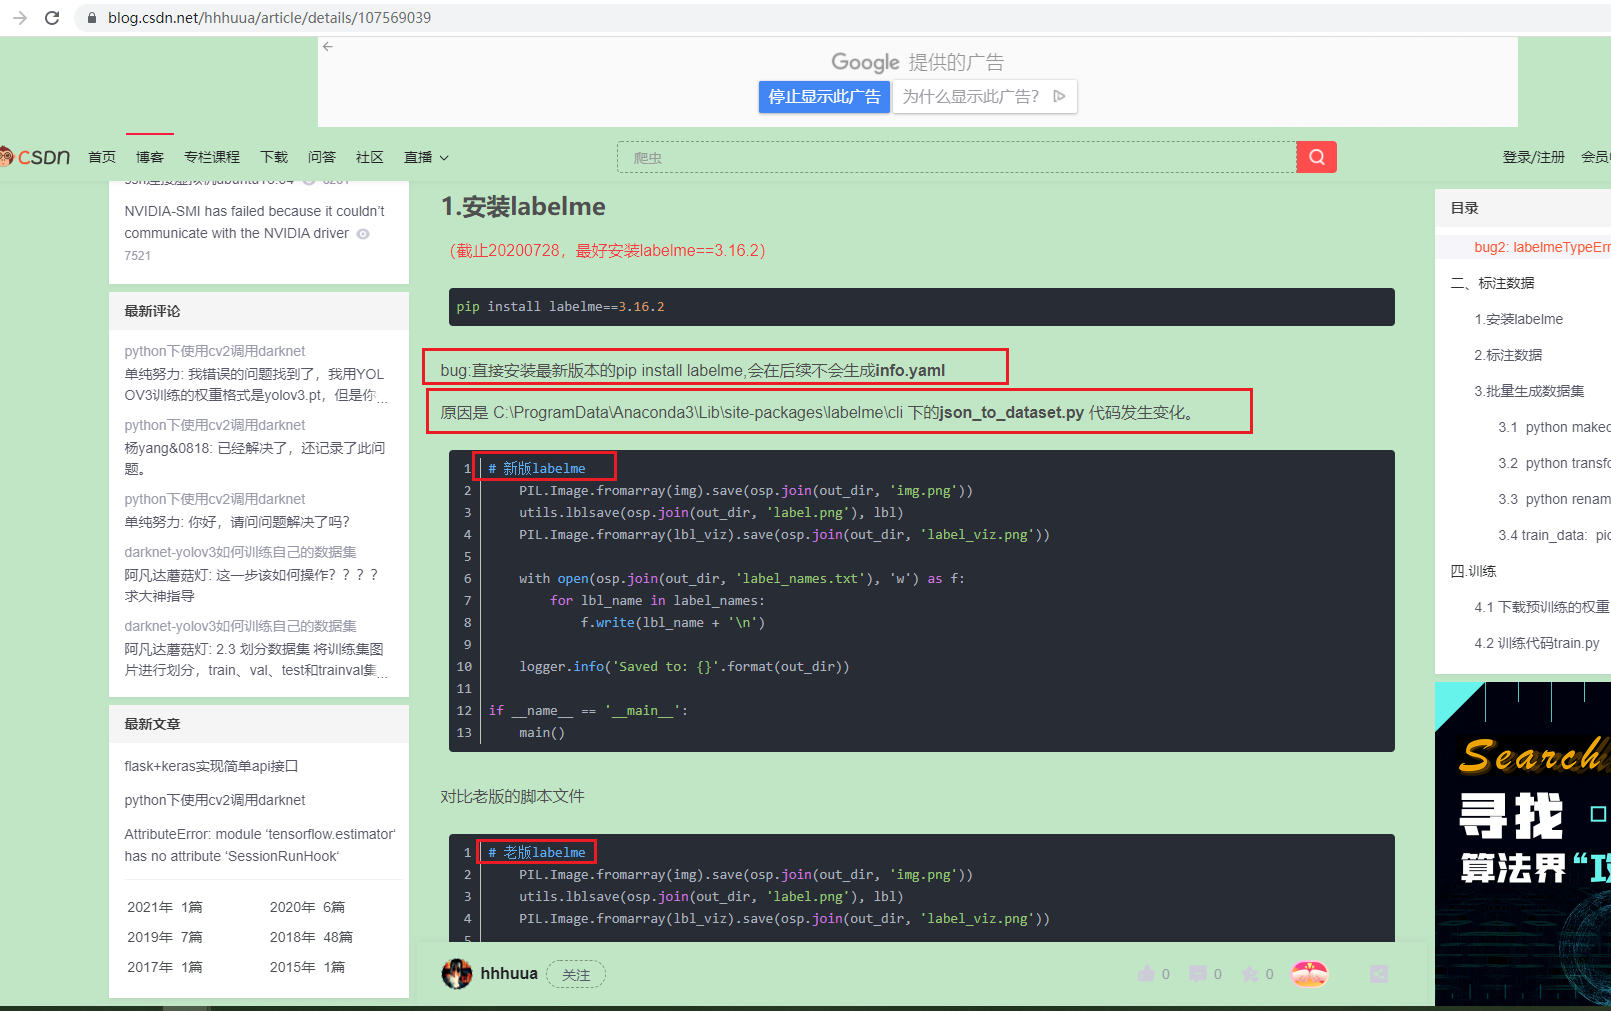 blog.csdn.net/hhhuua/article/details/107569039
Google 提供的广告
停止显示此广告
为什么显示此广告?
CSDN 首页 博客 专栏课程 下载 问答 社区 直播
爬虫
登录/注册 会员
NVIDIA-SMI has failed because it couldn't
communicate with the NVIDIA driver
7521
最新评论
python下使用cv2调用darknet
单纯努力: 我错误的问题找到了，我用YOL
OV3训练的权重格式是yolov3.pt，但是你...
python下使用cv2调用darknet
杨yang&0818: 已经解决了，还记录了此问
题。
python下使用cv2调用darknet
单纯努力: 你好，请问问题解决了吗?
darknet-yolov3如何训练自己的数据集
阿凡达蘑菇灯: 这一步该如何操作？？？？
求大神指导
darknet-yolov3如何训练自己的数据集
阿凡达蘑菇灯: 2.3 划分数据集 将训练集图
片进行划分，train、val、test和trainval集...
最新文章
flask+keras实现简单api接口
python下使用cv2调用darknet
AttributeError: module ‘tensorflow.estimator‘
has no attribute ‘SessionRunHook‘
2021年 1篇 2020年 6篇
2019年 7篇 2018年 48篇
2017年 1篇 2015年 1篇
1.安装labelme
（截止20200728，最好安装labelme==3.16.2）
pip install labelme==3.16.2
bug:直接安装最新版本的pip install labelme,会在后续不会生成info.yaml
原因是 C:\ProgramData\Anaconda3\Lib\site-packages\labelme\cli 下的json_to_dataset.py 代码发生变化。
1 # 新版labelme
2 PIL.Image.fromarray(img).save(osp.join(out_dir, 'img.png'))
3 utils.lblsave(osp.join(out_dir, 'label.png'), lbl)
4 PIL.Image.fromarray(lbl_viz).save(osp.join(out_dir, 'label_viz.png'))
5
6 with open(osp.join(out_dir, 'label_names.txt'), 'w') as f:
7 for lbl_name in label_names:
8 f.write(lbl_name + '\n')
9
10 logger.info('Saved to: {}'.format(out_dir))
11
12 if __name__ == '__main__':
13 main()
对比老版的脚本文件
1 # 老版labelme
2 PIL.Image.fromarray(img).save(osp.join(out_dir, 'img.png'))
3 utils.lblsave(osp.join(out_dir, 'label.png'), lbl)
4 PIL.Image.fromarray(lbl_viz).save(osp.join(out_dir, 'label_viz.png'))
hhhuua 关注 0 0 0
目录
bug2: labelmeTypeErr
二、标注数据
1.安装labelme
2.标注数据
3.批量生成数据集
3.1 python maked
3.2 python transfo
3.3 python renam
3.4 train_data: pic
四.训练
4.1 下载预训练的权重
4.2 训练代码train.py
Search
寻找
算法界“